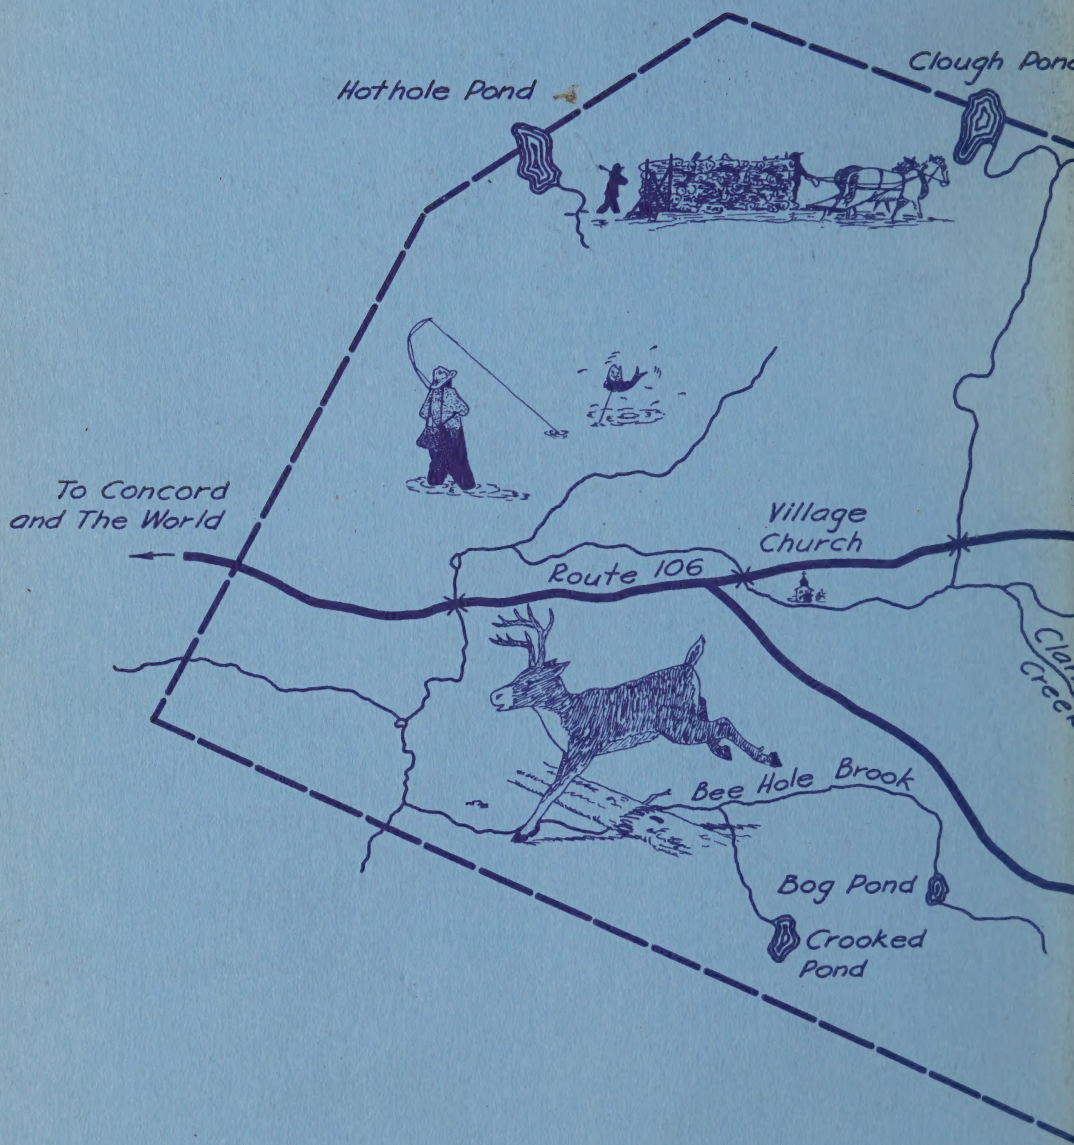 Clough Pond
Hothole Pond
To Concord
and The World
Village
Church
Route 106
Creek
Bee Hole Brook
Bog Pond
Crooked
Pond